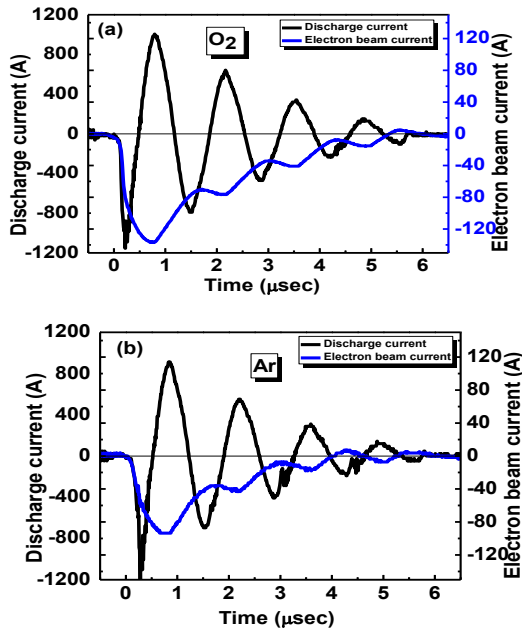 (a)
O2
Discharge current
Electron beam current
Discharge current (A)
1200
800
400
0
-400
-800
-1200
Electron beam current (A)
120
80
40
0
-40
-80
-120
0 1 2 3 4 5 6
Time (μsec)
(b)
Ar
Discharge current
Electron beam current
Discharge current (A)
1200
800
400
0
-400
-800
-1200
Electron beam current (A)
120
80
40
0
-40
-80
-120
0 1 2 3 4 5 6
Time (μsec)